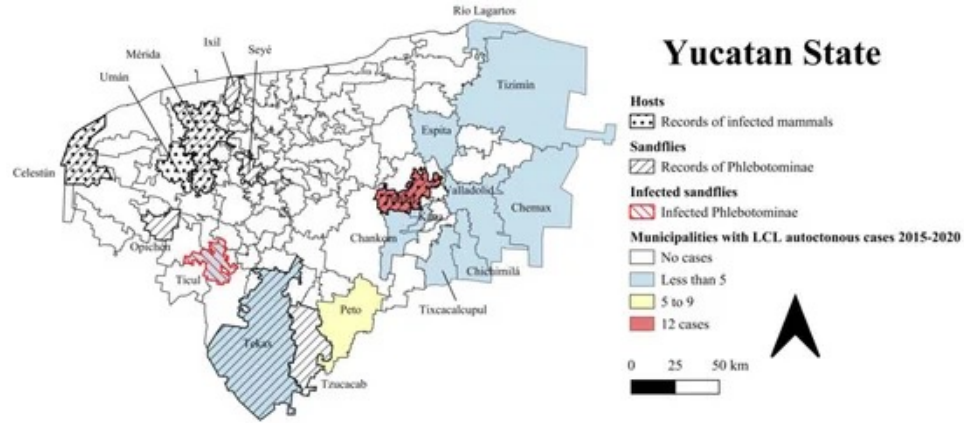 Río Lagartos
Ixil
Seyé
Mérida
Umán
Yucatan State
Tizimín
Hosts
Records of infected mammals
Espita
Sandflies
Records of Phlebotominae
Celestún
Valladolid
Chemax
Infected sandflies
Infected Phlebotominae
Opichén
Chankom
Municipalities with LCL autoctonous cases 2015-2020
No cases
Chichimilá
Ticul
Less than 5
Peto
Tixcacalcupul
5 to 9
12 cases
Tekax
Tzucacab
0 25 50 km